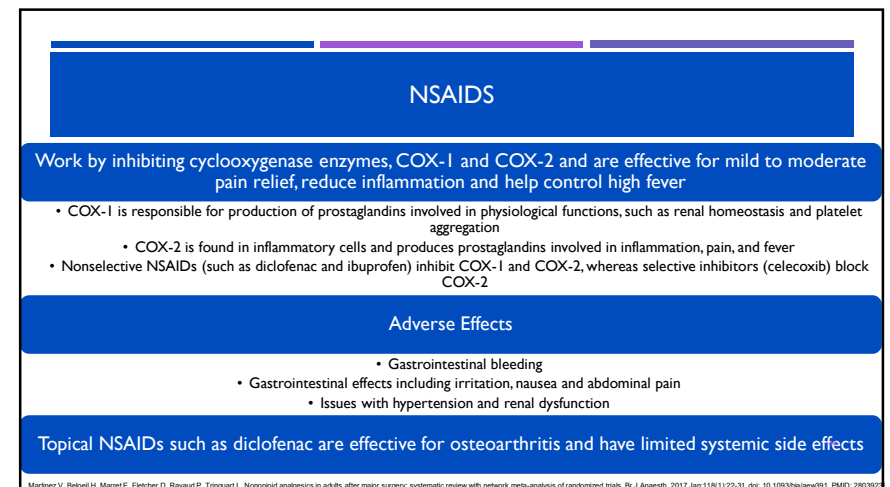 NSAIDS
Work by inhibiting cyclooxygenase enzymes, COX-1 and COX-2 and are effective for mild to moderate
pain relief, reduce inflammation and help control high fever
• COX-1 is responsible for production of prostaglandins involved in physiological functions, such as renal homeostasis and platelet
aggregation
• COX-2 is found in inflammatory cells and produces prostaglandins involved in inflammation, pain, and fever
• Nonselective NSAIDs (such as diclofenac and ibuprofen) inhibit COX-1 and COX-2, whereas selective inhibitors (celecoxib) block
COX-2
Adverse Effects
• Gastrointestinal bleeding
• Gastrointestinal effects including irritation, nausea and abdominal pain
• Issues with hypertension and renal dysfunction
Topical NSAIDs such as diclofenac are effective for osteoarthritis and have limited systemic side effects
Martinez V, Beloeil H, Marret E, Fletcher D, Ravaud P, Trinquart L. Nonopioid analgesics in adults after major surgery: systematic review with network meta-analysis of randomized trials. Br J Anaesth. 2017 Jan;118(1):22-31. doi: 10.1093/bja/aew391. PMID: 2803923